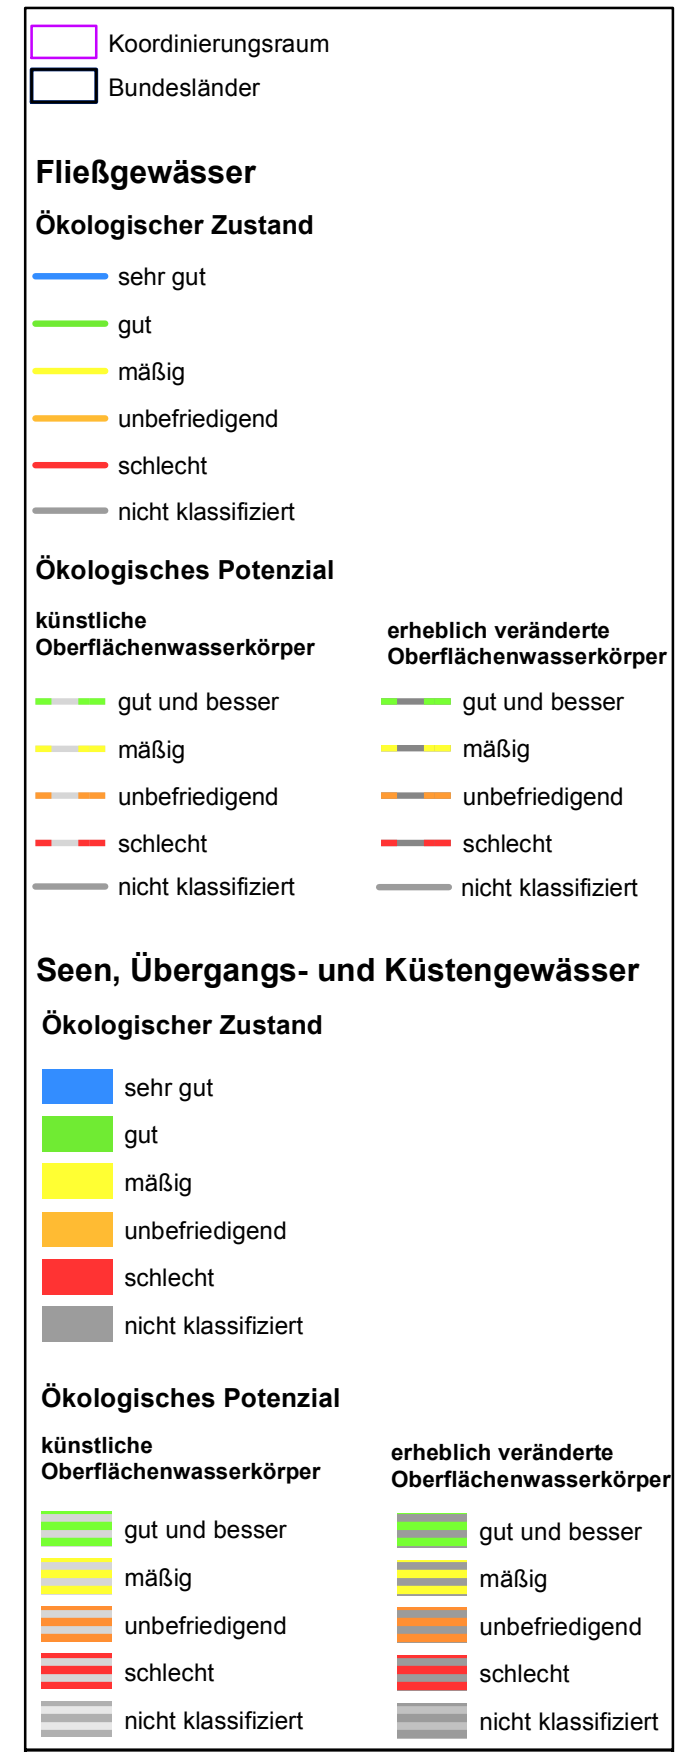 Koordinierungsraum
Bundesländer
Fließgewässer
Ökologischer Zustand
sehr gut
gut
mäßig
unbefriedigend
schlecht
nicht klassifiziert
Ökologisches Potenzial
künstliche
Oberflächenwasserkörper
gut und besser
mäßig
unbefriedigend
schlecht
nicht klassifiziert
erheblich veränderte
Oberflächenwasserkörper
gut und besser
mäßig
unbefriedigend
schlecht
nicht klassifiziert
Seen, Übergangs- und Küstengewässer
Ökologischer Zustand
sehr gut
gut
mäßig
unbefriedigend
schlecht
nicht klassifiziert
Ökologisches Potenzial
künstliche
Oberflächenwasserkörper
gut und besser
mäßig
unbefriedigend
schlecht
nicht klassifiziert
erheblich veränderte
Oberflächenwasserkörper
gut und besser
mäßig
unbefriedigend
schlecht
nicht klassifiziert